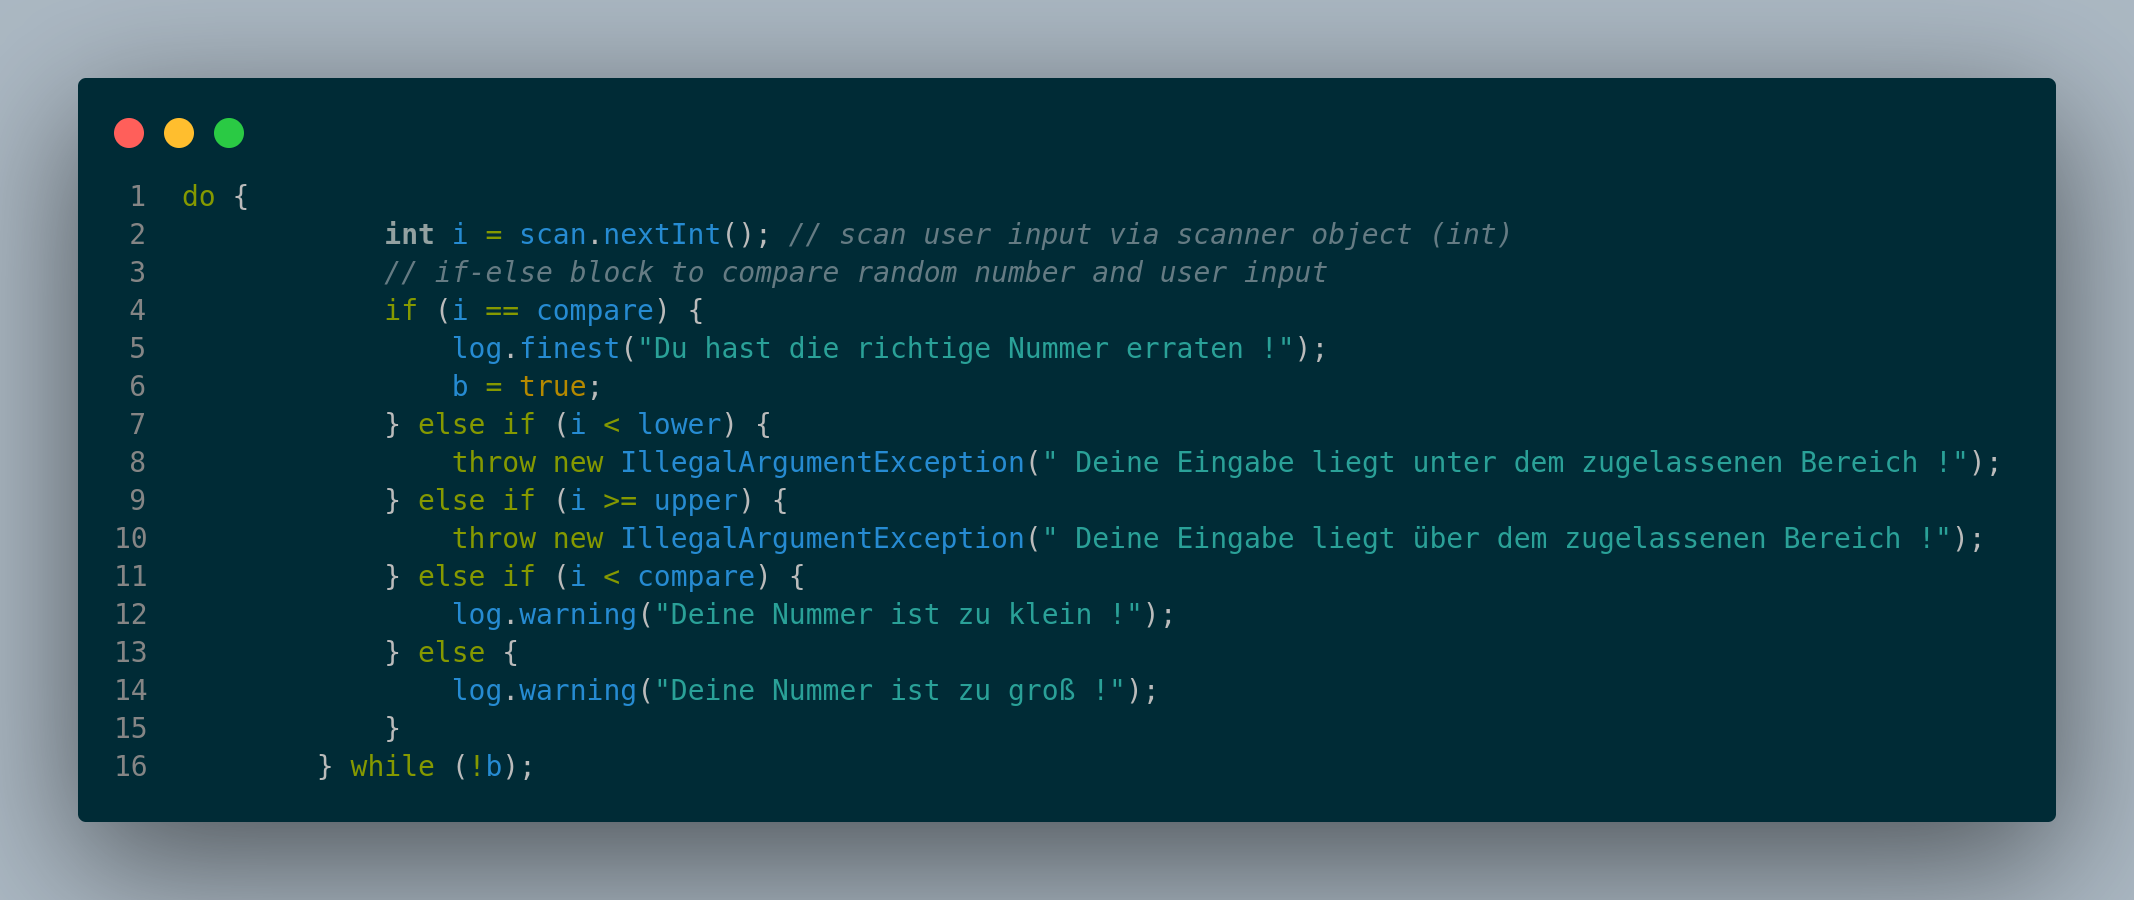 1 do {
2 int i = scan.nextInt(); // scan user input via scanner object (int)
3 // if-else block to compare random number and user input
4 if (i == compare) {
5 log.finest("Du hast die richtige Nummer erraten !");
6 b = true;
7 } else if (i < lower) {
8 throw new IllegalArgumentException(" Deine Eingabe liegt unter dem zugelassenen Bereich !");
9 } else if (i >= upper) {
10 throw new IllegalArgumentException(" Deine Eingabe liegt über dem zugelassenen Bereich !");
11 } else if (i < compare) {
12 log.warning("Deine Nummer ist zu klein !");
13 } else {
14 log.warning("Deine Nummer ist zu groß !");
15 }
16 } while (!b);